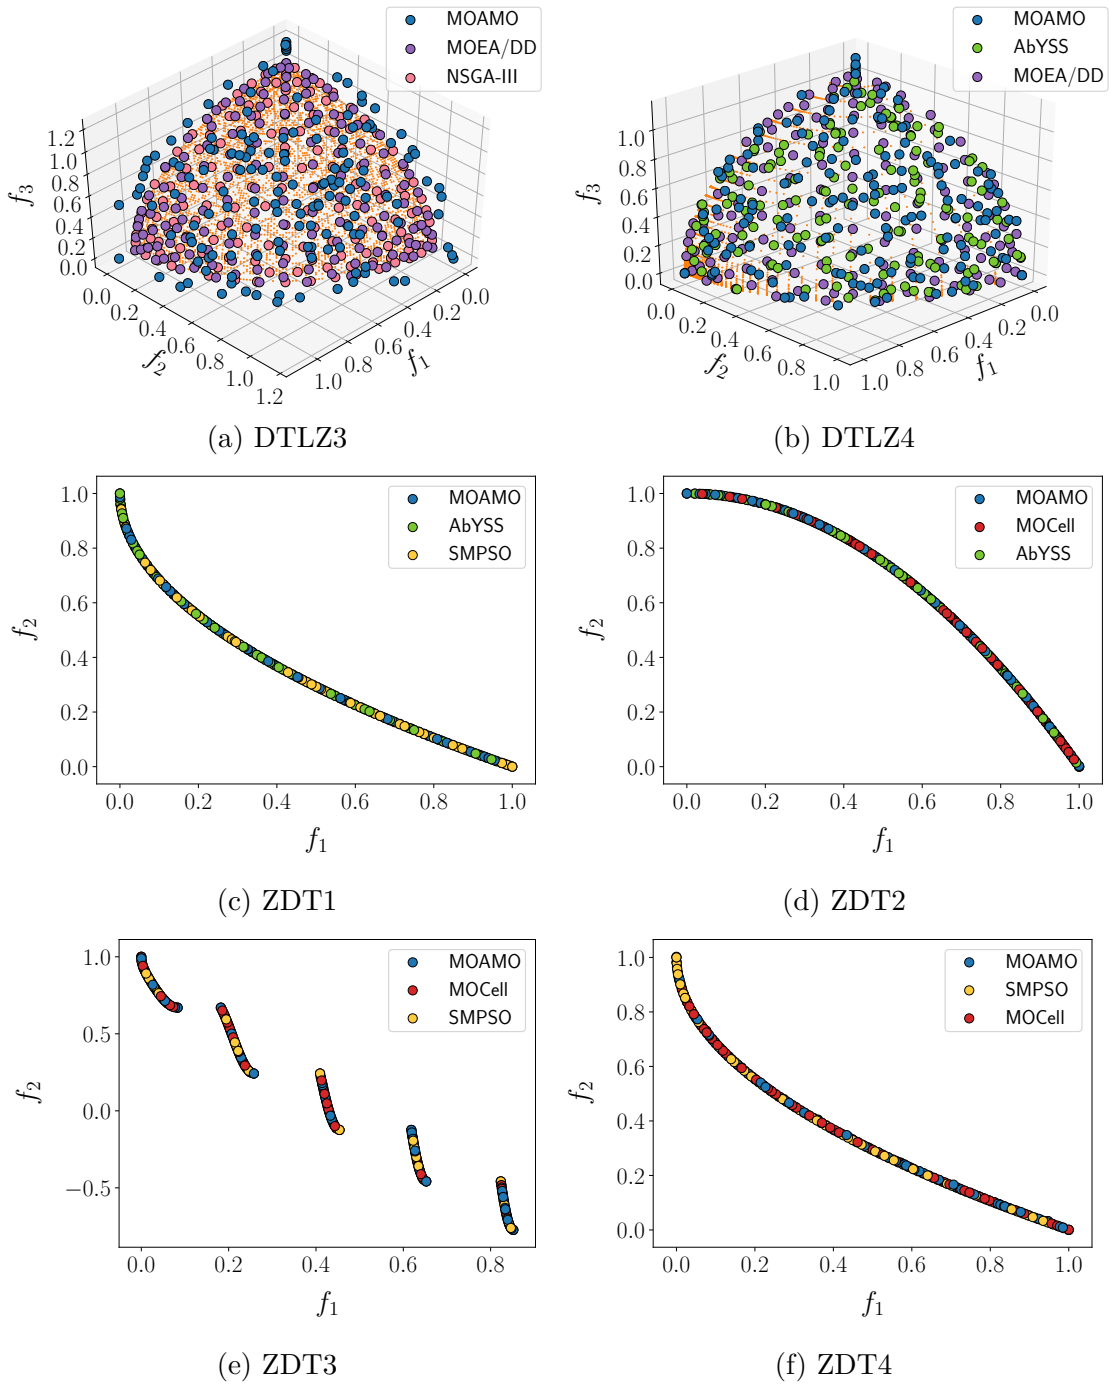 MOAMO
MOEA/DD
NSGA-III
1.2
1.0
0.8
0.6
0.4
0.2
0.0
f3
0.0
0.2
0.4
0.6
0.8
1.0
1.2
f2
1.0
0.8
0.6
0.4
0.2
0.0
f1
(a) DTLZ3
MOAMO
AbYSS
MOEA/DD
1.0
0.8
0.6
0.4
0.2
0.0
f3
0.0
0.2
0.4
0.6
0.8
1.0
f2
1.0
0.8
0.6
0.4
0.2
0.0
f1
(b) DTLZ4
MOAMO
AbYSS
SMPSO
1.0
0.8
0.6
0.4
0.2
0.0
f2
0.0 0.2 0.4 0.6 0.8 1.0
f1
(c) ZDT1
MOAMO
MOCell
AbYSS
1.0
0.8
0.6
0.4
0.2
0.0
f2
0.0 0.2 0.4 0.6 0.8 1.0
f1
(d) ZDT2
MOAMO
MOCell
SMPSO
1.0
0.5
0.0
−0.5
f2
0.0 0.2 0.4 0.6 0.8
f1
(e) ZDT3
MOAMO
SMPSO
MOCell
1.0
0.8
0.6
0.4
0.2
0.0
f2
0.0 0.2 0.4 0.6 0.8 1.0
f1
(f) ZDT4